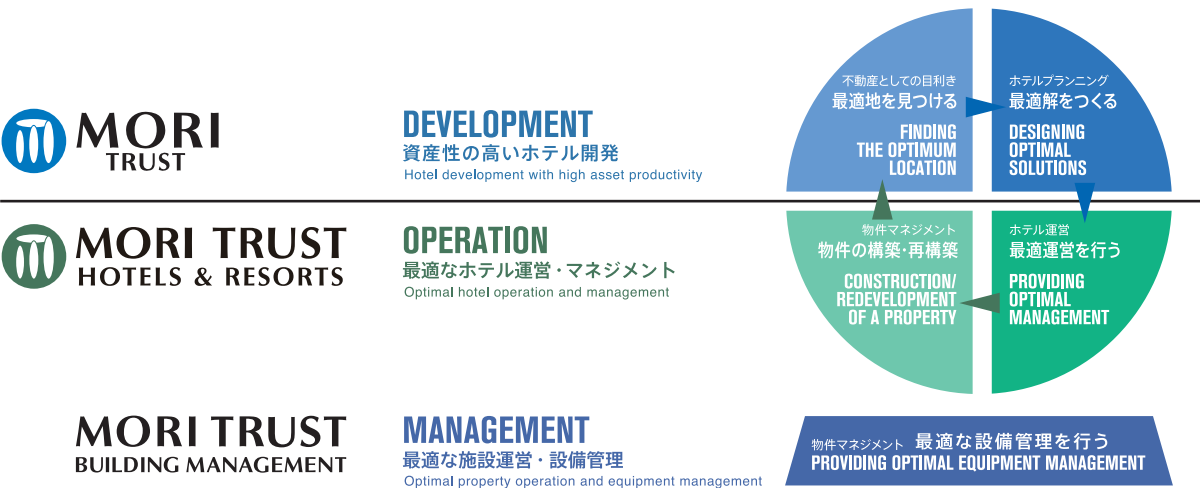 MORI
TRUST
DEVELOPMENT
資産性の高いホテル開発
Hotel development with high asset productivity
不動産としての目利き
最適地を見つける
FINDING
THE OPTIMUM
LOCATION
ホテルプランニング
最適解をつくる
DESIGNING
OPTIMAL
SOLUTIONS
MORI TRUST
HOTELS & RESORTS
OPERATION
最適なホテル運営・マネジメント
Optimal hotel operation and management
物件マネジメント
物件の構築・再構築
CONSTRUCTION/
REDEVELOPMENT
OF A PROPERTY
ホテル運営
最適運営を行う
PROVIDING
OPTIMAL
MANAGEMENT
MORI TRUST
BUILDING MANAGEMENT
MANAGEMENT
最適な施設運営・設備管理
Optimal property operation and equipment management
物件マネジメント 最適な設備管理を行う
PROVIDING OPTIMAL EQUIPMENT MANAGEMENT